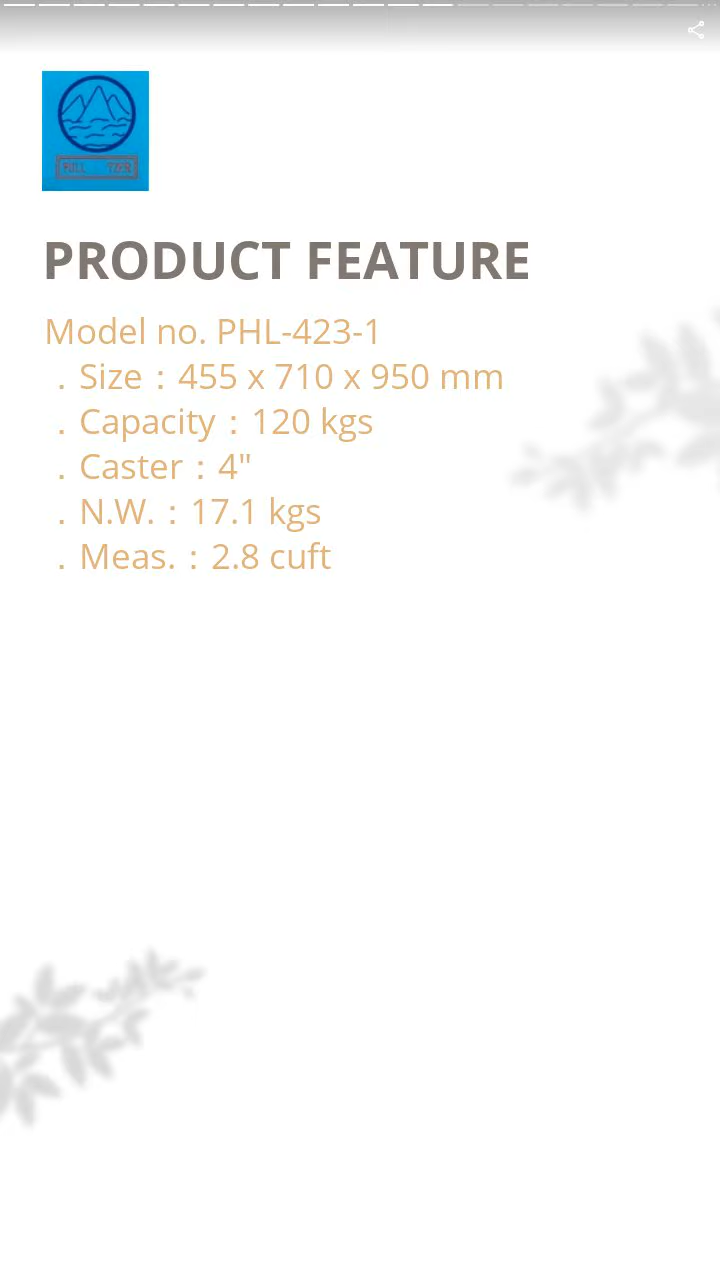 PRODUCT FEATURE
Model no. PHL-423-1
. Size：455 x 710 x 950 mm
. Capacity：120 kgs
. Caster：4"
. N.W.：17.1 kgs
. Meas.：2.8 cuft